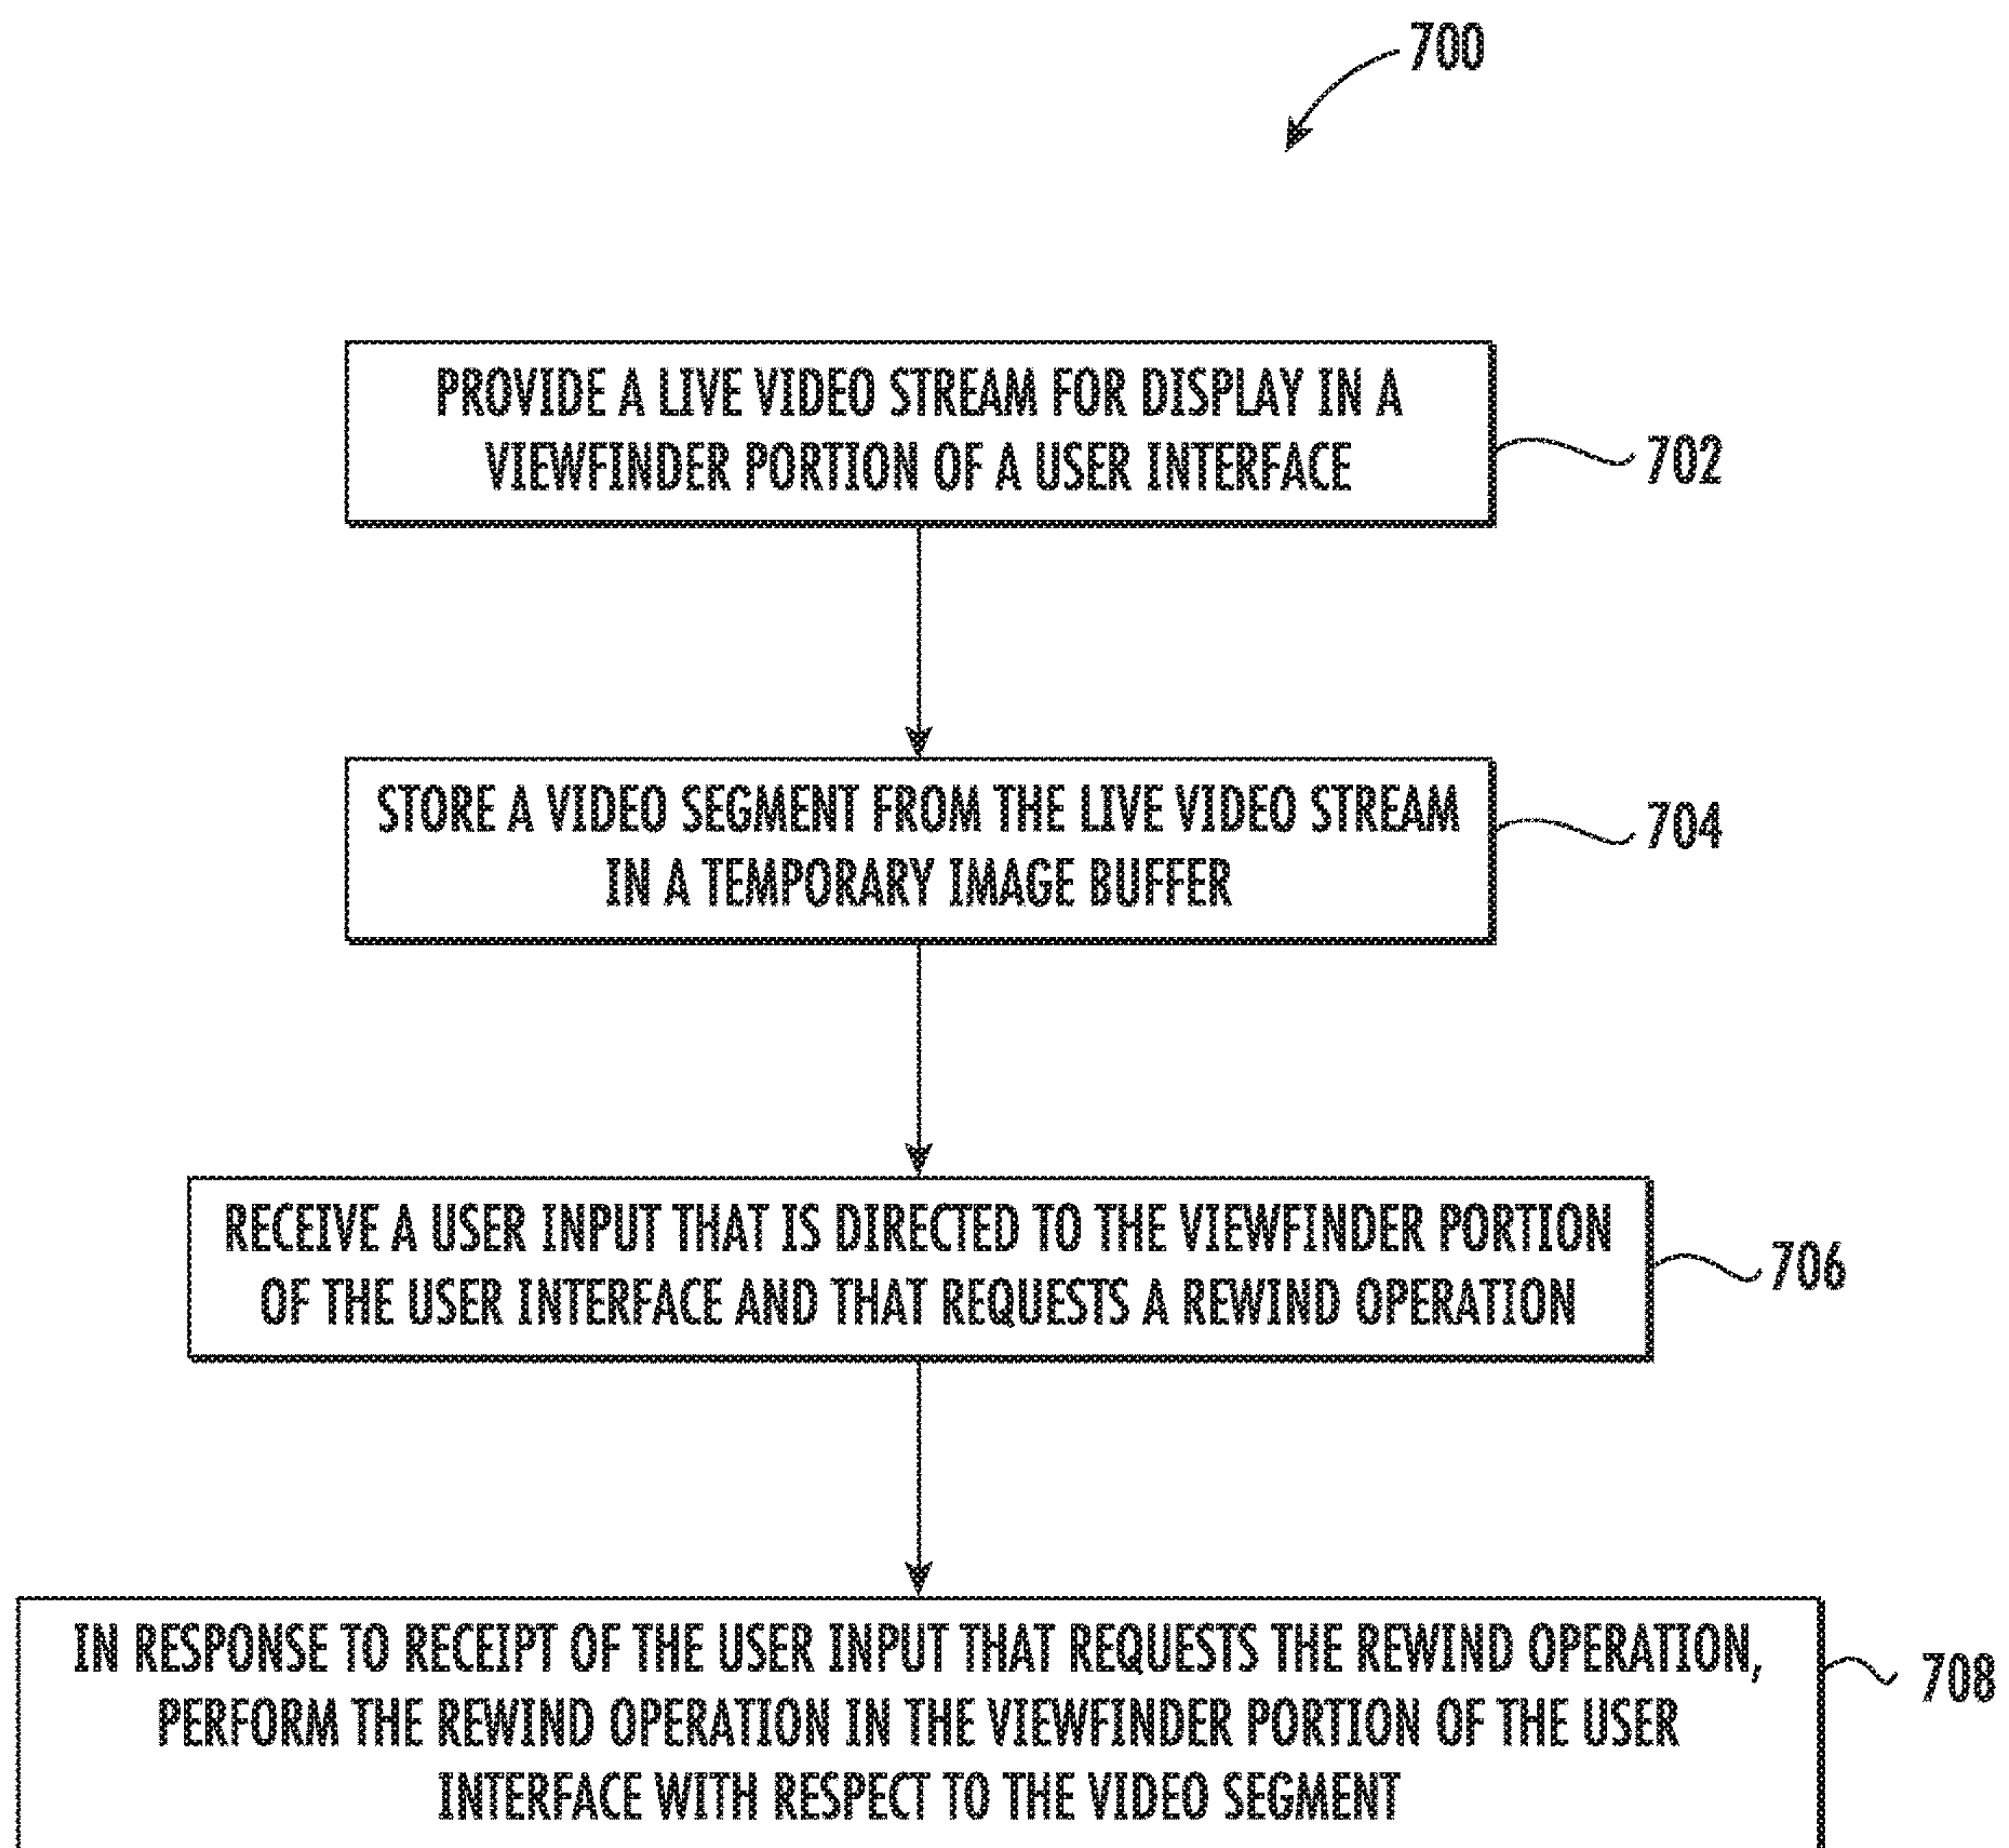 700
PROVIDE A LIVE VIDEO STREAM FOR DISPLAY IN A
VIEWFINDER PORTION OF A USER INTERFACE
702
STORE A VIDEO SEGMENT FROM THE LIVE VIDEO STREAM
IN A TEMPORARY IMAGE BUFFER
704
RECEIVE A USER INPUT THAT IS DIRECTED TO THE VIEWFINDER PORTION
OF THE USER INTERFACE AND THAT REQUESTS A REWIND OPERATION
706
IN RESPONSE TO RECEIPT OF THE USER INPUT THAT REQUESTS THE REWIND OPERATION,
PERFORM THE REWIND OPERATION IN THE VIEWFINDER PORTION OF THE USER
INTERFACE WITH RESPECT TO THE VIDEO SEGMENT
708